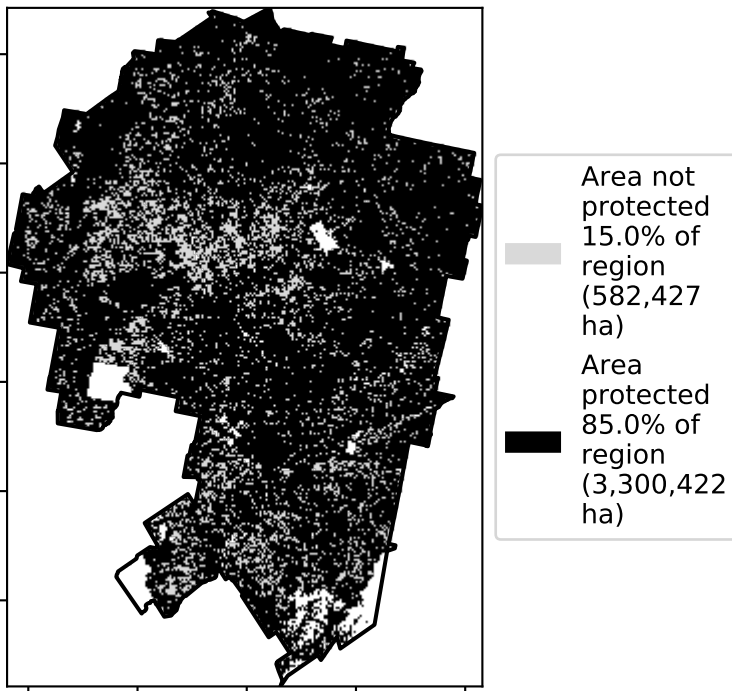 Area not
protected
15.0% of
region
(582,427
ha)
Area
protected
85.0% of
region
(3,300,422
ha)